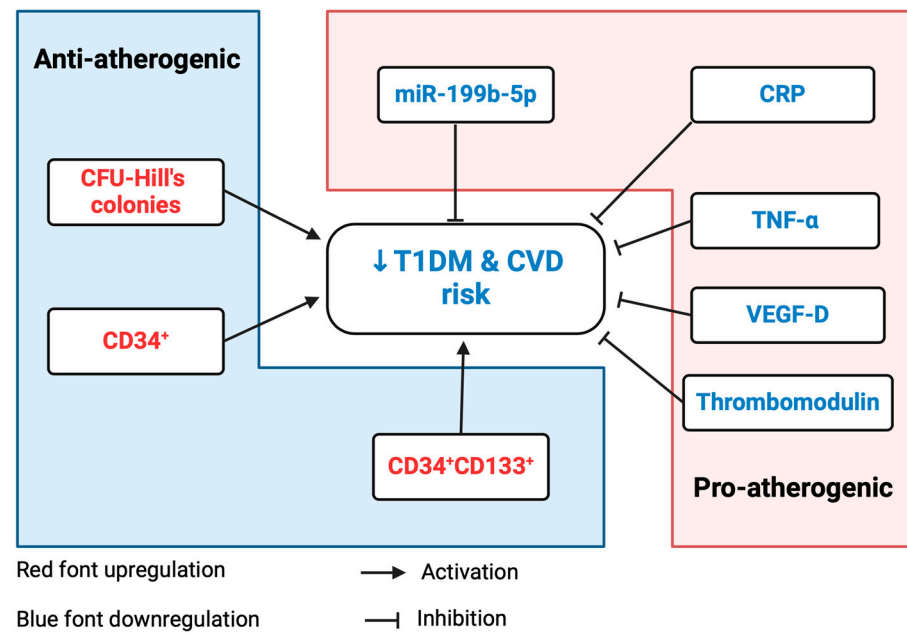 Anti-atherogenic
miR-199b-5p
CRP
CFU-Hill's
colonies
TNF-α
↓T1DM & CVD
risk
VEGF-D
CD34⁺
Thrombomodulin
CD34⁺CD133⁺
Pro-atherogenic
Red font upregulation
Activation
Blue font downregulation
Inhibition